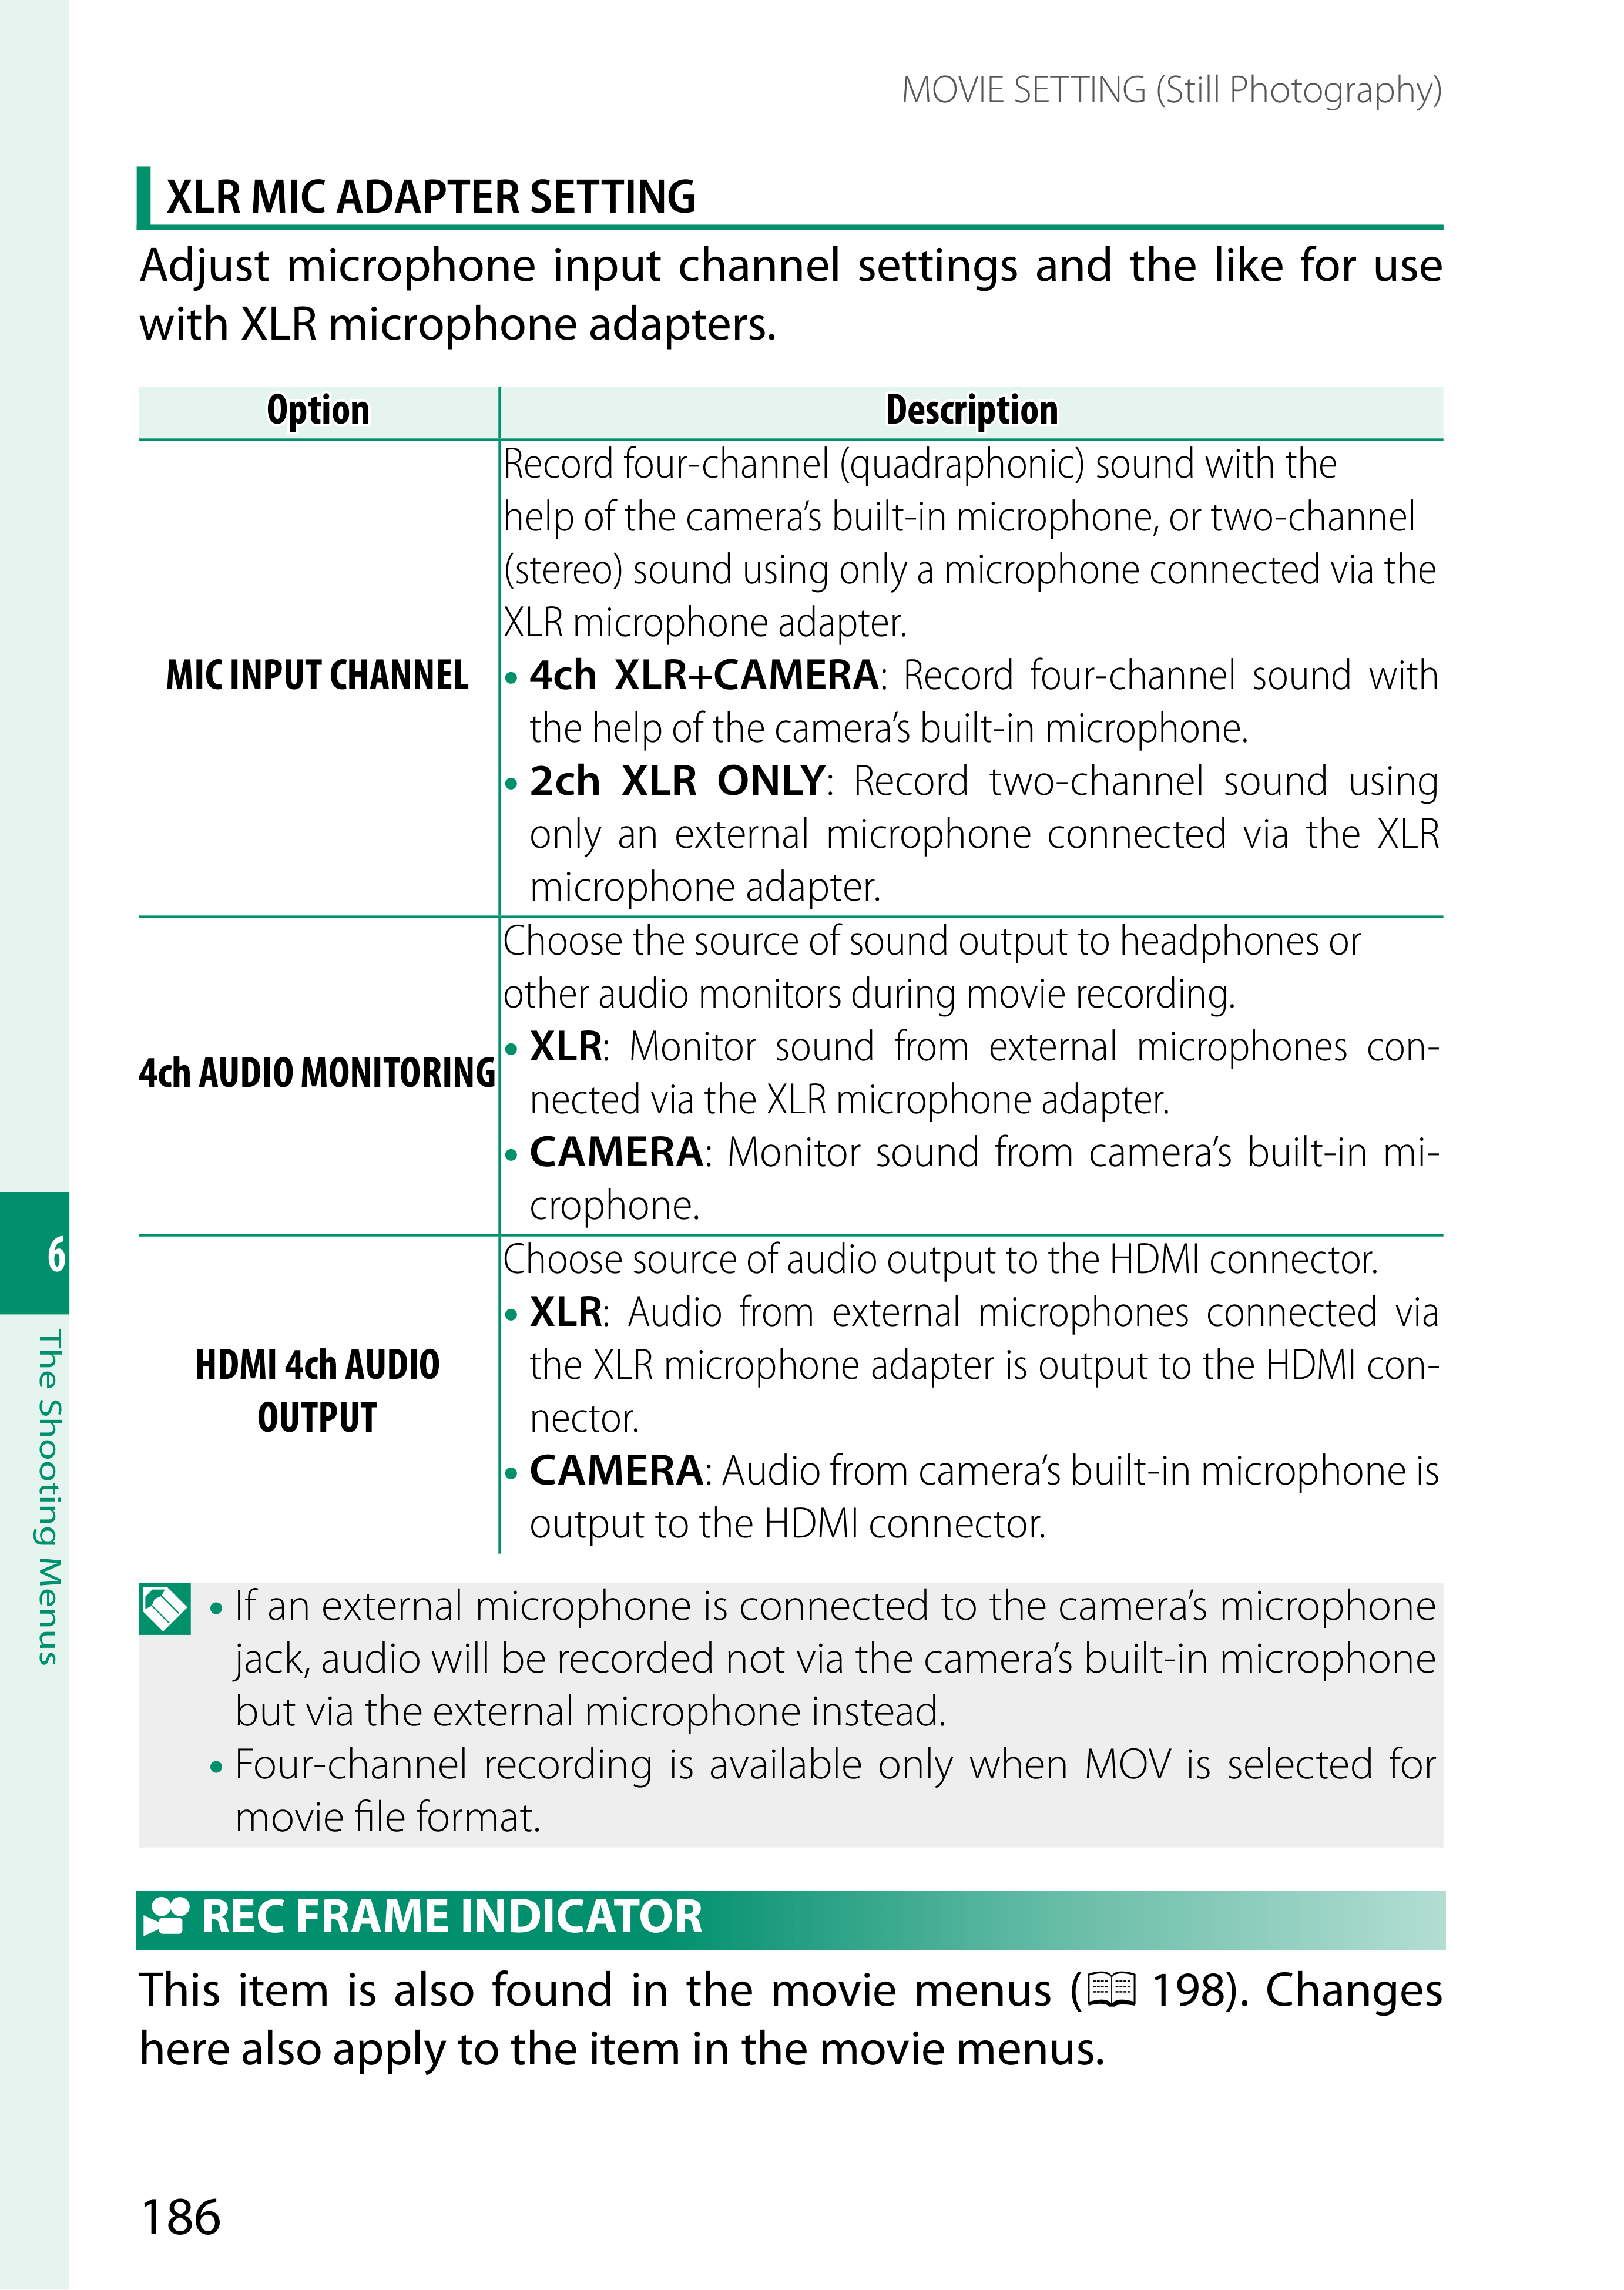 MOVIE SETTING (Still Photography)
XLR MIC ADAPTER SETTING
Adjust microphone input channel settings and the like for use
with XLR microphone adapters.
Option
Description
MIC INPUT CHANNEL
Record four-channel (quadraphonic) sound with the
help of the camera’s built-in microphone, or two-channel
(stereo) sound using only a microphone connected via the
XLR microphone adapter.
• 4ch XLR+CAMERA: Record four-channel sound with
the help of the camera’s built-in microphone.
• 2ch XLR ONLY: Record two-channel sound using
only an external microphone connected via the XLR
microphone adapter.
4ch AUDIO MONITORING
Choose the source of sound output to headphones or
other audio monitors during movie recording.
• XLR: Monitor sound from external microphones con-
nected via the XLR microphone adapter.
• CAMERA: Monitor sound from camera’s built-in mi-
crophone.
HDMI 4ch AUDIO
OUTPUT
Choose source of audio output to the HDMI connector.
• XLR: Audio from external microphones connected via
the XLR microphone adapter is output to the HDMI con-
nector.
• CAMERA: Audio from camera’s built-in microphone is
output to the HDMI connector.
• If an external microphone is connected to the camera’s microphone
jack, audio will be recorded not via the camera’s built-in microphone
but via the external microphone instead.
• Four-channel recording is available only when MOV is selected for
movie file format.
REC FRAME INDICATOR
This item is also found in the movie menus (198). Changes
here also apply to the item in the movie menus.
6
The Shooting Menus
186